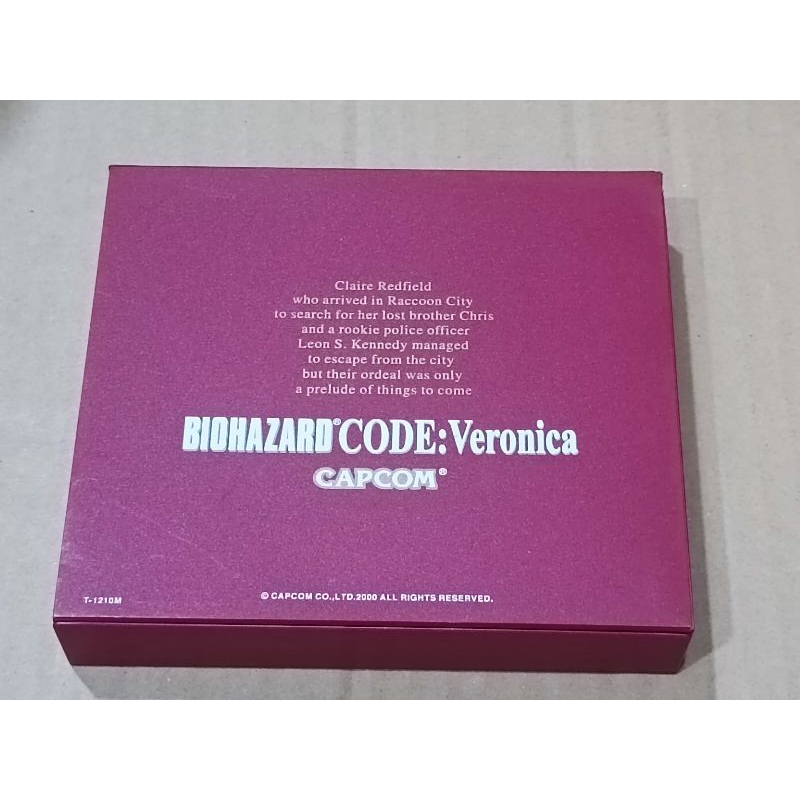 Claire Redfield
who arrived in Raccoon City
to search for her lost brother Chris
and a rookie police officer
Leon S. Kennedy managed
to escape from the city
but their ordeal was only
a prelude of things to come
BIOHAZARD® CODE:Veronica
CAPCOM®
T-1210M
© CAPCOM CO.,LTD.2000 ALL RIGHTS RESERVED.